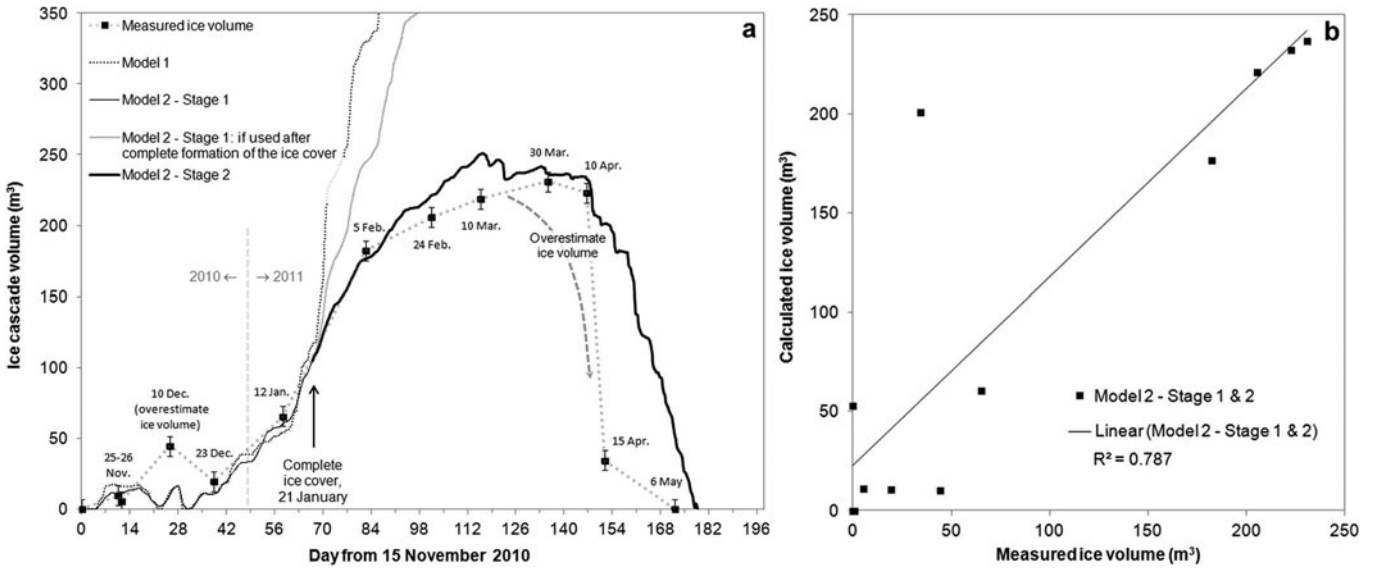 a
Ice cascade volume (m³)
350
300
250
200
150
100
50
0
Measured ice volume
Model 1
Model 2 - Stage 1
Model 2 - Stage 1: if used after
complete formation of the ice cover
Model 2 - Stage 2
2010 ← → 2011
25-26
Nov.
10 Dec.
(overestimate
ice volume)
23 Dec.
12 Jan.
Complete
ice cover,
21 January
5 Feb.
24 Feb.
10 Mar.
30 Mar.
10 Apr.
Overestimate
ice volume
15 Apr.
6 May
0 14 28 42 56 70 84 98 112 126 140 154 168 182 196
Day from 15 November 2010
b
Calculated ice volume (m³)
250
200
150
100
50
0
Model 2 - Stage 1 & 2
Linear (Model 2 - Stage 1 & 2)
R² = 0.787
0 50 100 150 200 250
Measured ice volume (m³)